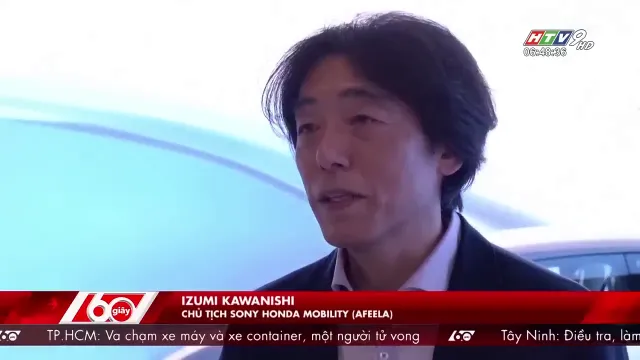 HTV9 HD
06:48:36
60 giây
IZUMI KAWANISHI
CHỦ TỊCH SONY HONDA MOBILITY (AFEELA)
TP.HCM: Va chạm xe máy và xe container, một người tử vong
60
Tây Ninh: Điều tra, làm